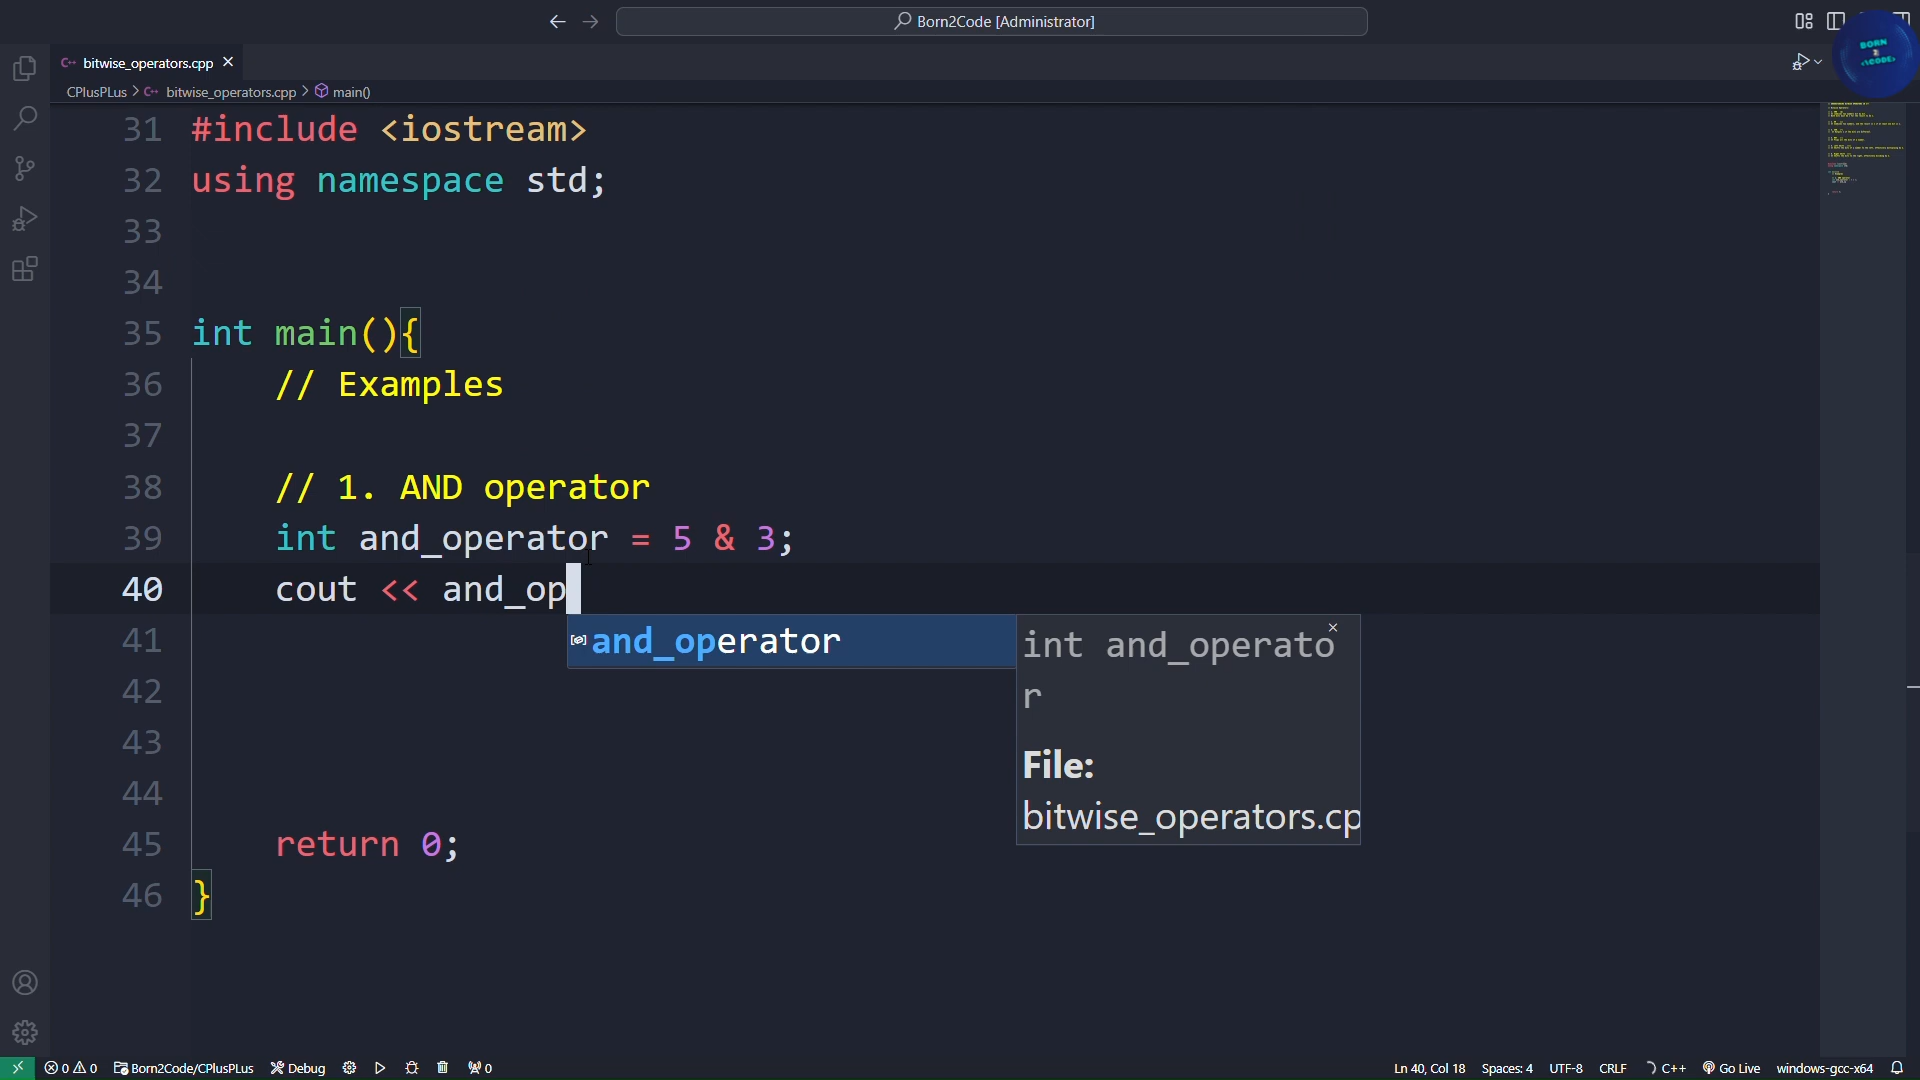 Born2Code [Administrator]
BORN
2
<\CODE>
bitwise_operators.cpp
CPlusPLus > bitwise_operators.cpp > main()
31 #include <iostream>
32 using namespace std;
33
34
35 int main(){
36 // Examples
37
38 // 1. AND operator
39 int and_operator = 5 & 3;
40 cout << and_op
and_operator
int and_operato
r
File:
bitwise_operators.cp
41
42
43
44
45 return 0;
46 }
0 0 Born2Code/CPlusPLus Debug 0 Ln 40, Col 18 Spaces: 4 UTF-8 CRLF C++ Go Live windows-gcc-x64